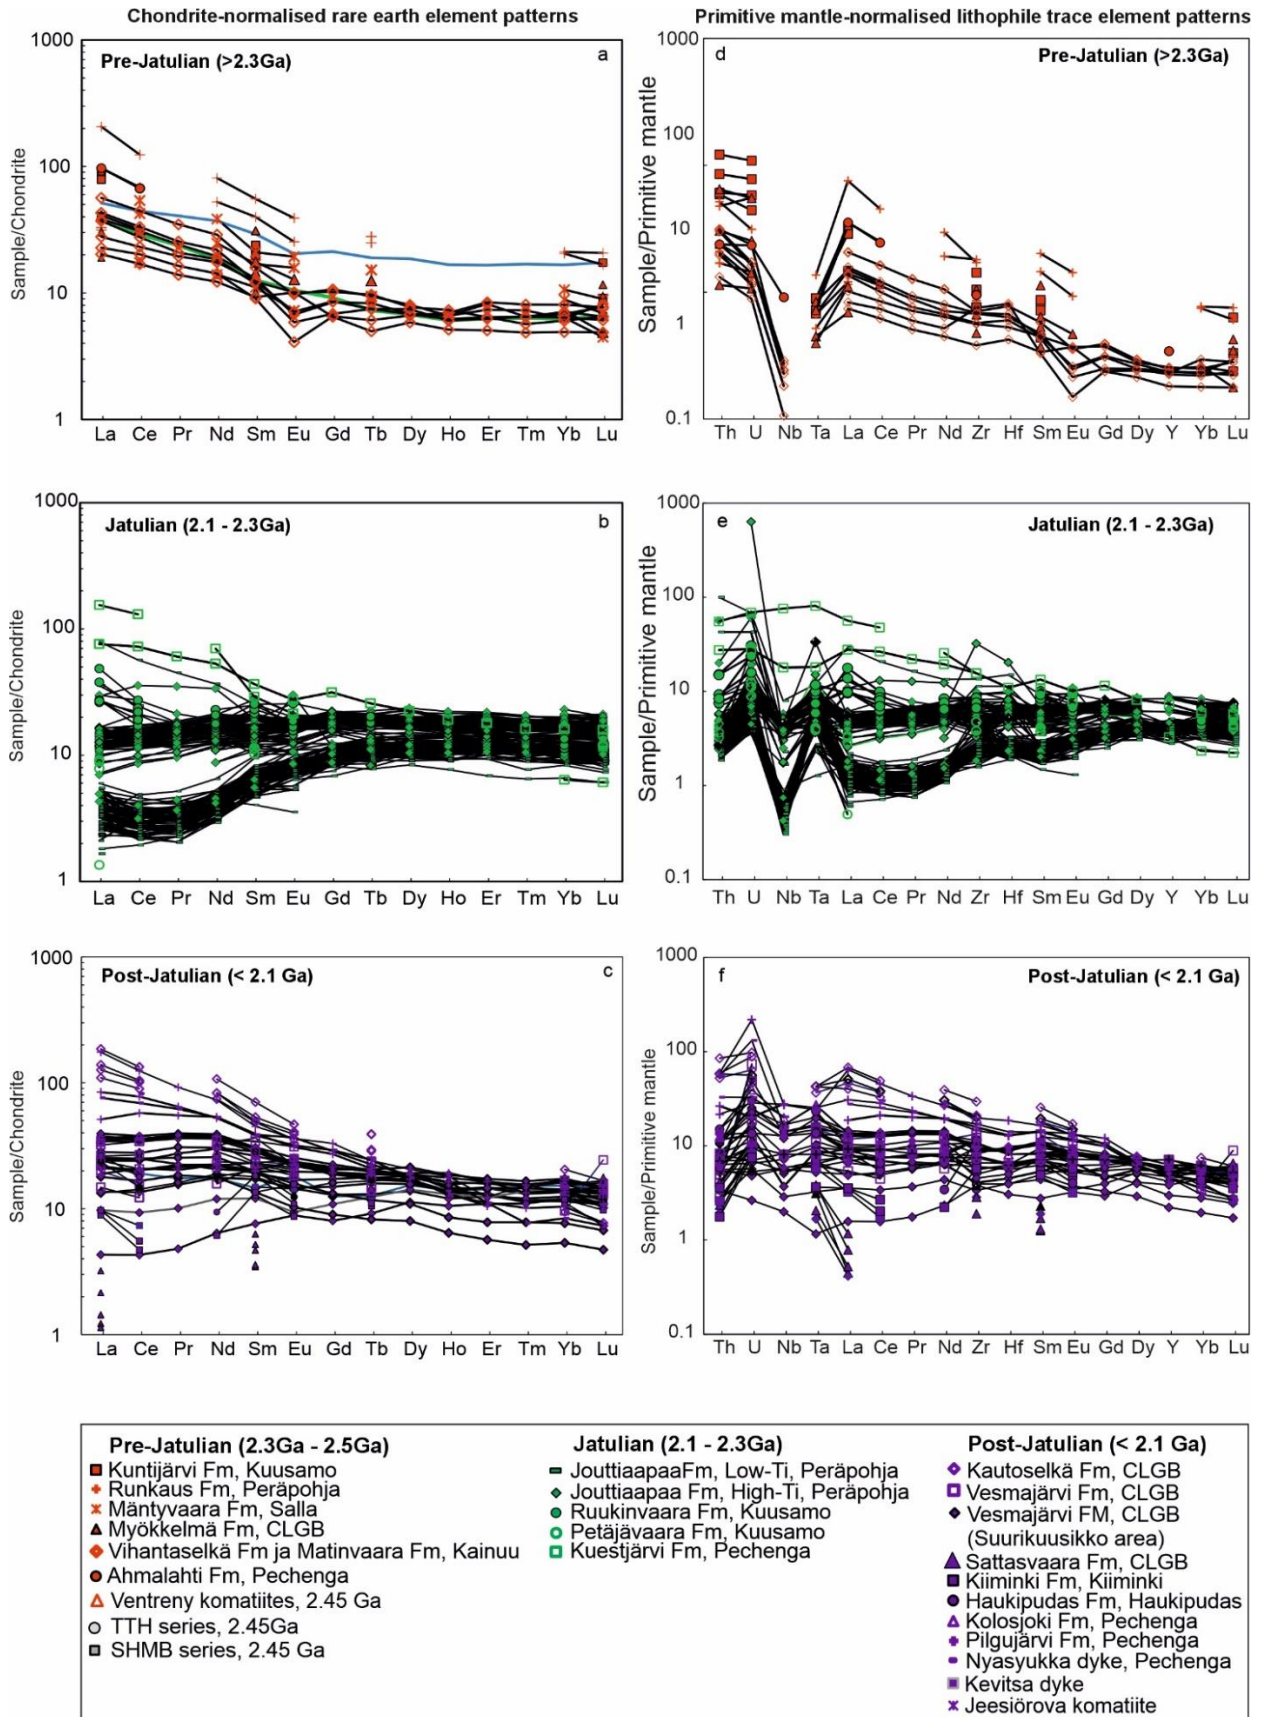 Chondrite-normalised rare earth element patterns
Primitive mantle-normalised lithophile trace element patterns
Pre-Jatulian (>2.3Ga)
a
Sample/Chondrite
1000
100
10
1
La Ce Pr Nd Sm Eu Gd Tb Dy Ho Er Tm Yb Lu
d
Pre-Jatulian (>2.3Ga)
Sample/Primitive mantle
1000
100
10
1
0.1
Th U Nb Ta La Ce Pr Nd Zr Hf Sm Eu Gd Dy Y Yb Lu
Jatulian (2.1 - 2.3Ga)
b
Sample/Chondrite
1000
100
10
1
La Ce Pr Nd Sm Eu Gd Tb Dy Ho Er Tm Yb Lu
e
Jatulian (2.1 - 2.3Ga)
Sample/Primitive mantle
1000
100
10
1
0.1
Th U Nb Ta La Ce Pr Nd Zr Hf Sm Eu Gd Dy Y Yb Lu
Post-Jatulian (< 2.1 Ga)
c
Sample/Chondrite
1000
100
10
1
La Ce Pr Nd Sm Eu Gd Tb Dy Ho Er Tm Yb Lu
f
Post-Jatulian (< 2.1 Ga)
Sample/Primitive mantle
1000
100
10
1
0.1
Th U Nb Ta La Ce Pr Nd Zr Hf Sm Eu Gd Dy Y Yb Lu
Pre-Jatulian (2.3Ga - 2.5Ga)
Kuntijärvi Fm, Kuusamo
Runkaus Fm, Peräpohja
Mäntyvaara Fm, Salla
Myökkelmä Fm, CLGB
Vihantaselkä Fm ja Matinvaara Fm, Kainuu
Ahmalahti Fm, Pechenga
Ventreny komatiites, 2.45 Ga
TTH series, 2.45Ga
SHMB series, 2.45 Ga
Jatulian (2.1 - 2.3Ga)
JouttiaapaaFm, Low-Ti, Peräpohja
Jouttiaapaa Fm, High-Ti, Peräpohja
Ruukinvaara Fm, Kuusamo
Petäjävaara Fm, Kuusamo
Kuestjärvi Fm, Pechenga
Post-Jatulian (< 2.1 Ga)
Kautoselkä Fm, CLGB
Vesmajärvi Fm, CLGB
Vesmajärvi FM, CLGB
(Suurikuusikko area)
Sattasvaara Fm, CLGB
Kiiminki Fm, Kiiminki
Haukipudas Fm, Haukipudas
Kolosjoki Fm, Pechenga
Pilgujärvi Fm, Pechenga
Nyasyukka dyke, Pechenga
Kevitsa dyke
Jeesiörova komatiite